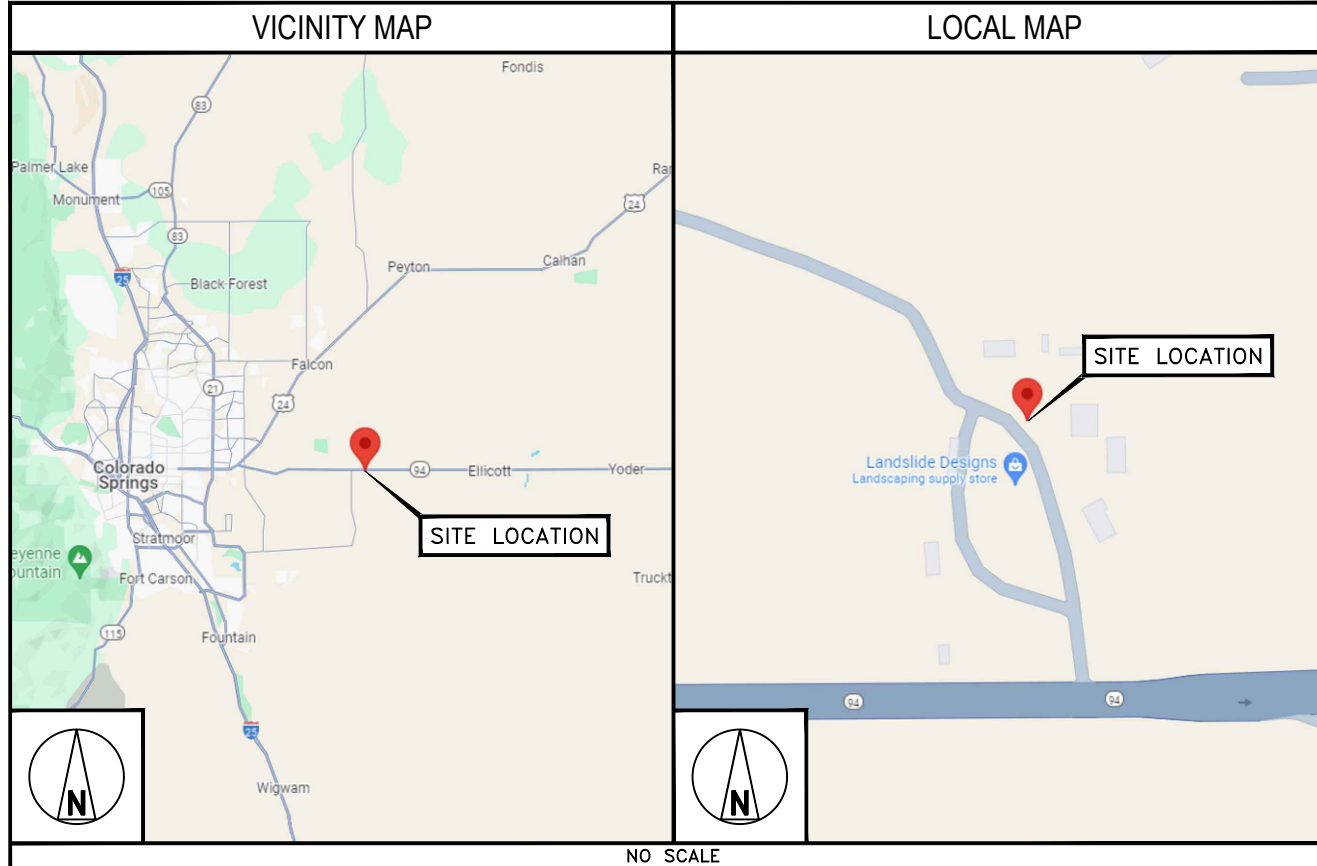 VICINITY MAP
LOCAL MAP
Fondis
83
Palmer Lake
Ra
105
Monument
24
83
25
Peyton
Calhan
Black Forest
Falcon
21
24
Colorado
Springs
94
Ellicott
Yoder
SITE LOCATION
Stratmoor
eyenne
ountain
Fort Carson
Truckt
115
Fountain
25
Wigwam
N
SITE LOCATION
Landslide Designs
Landscaping supply store
94
94
N
NO SCALE